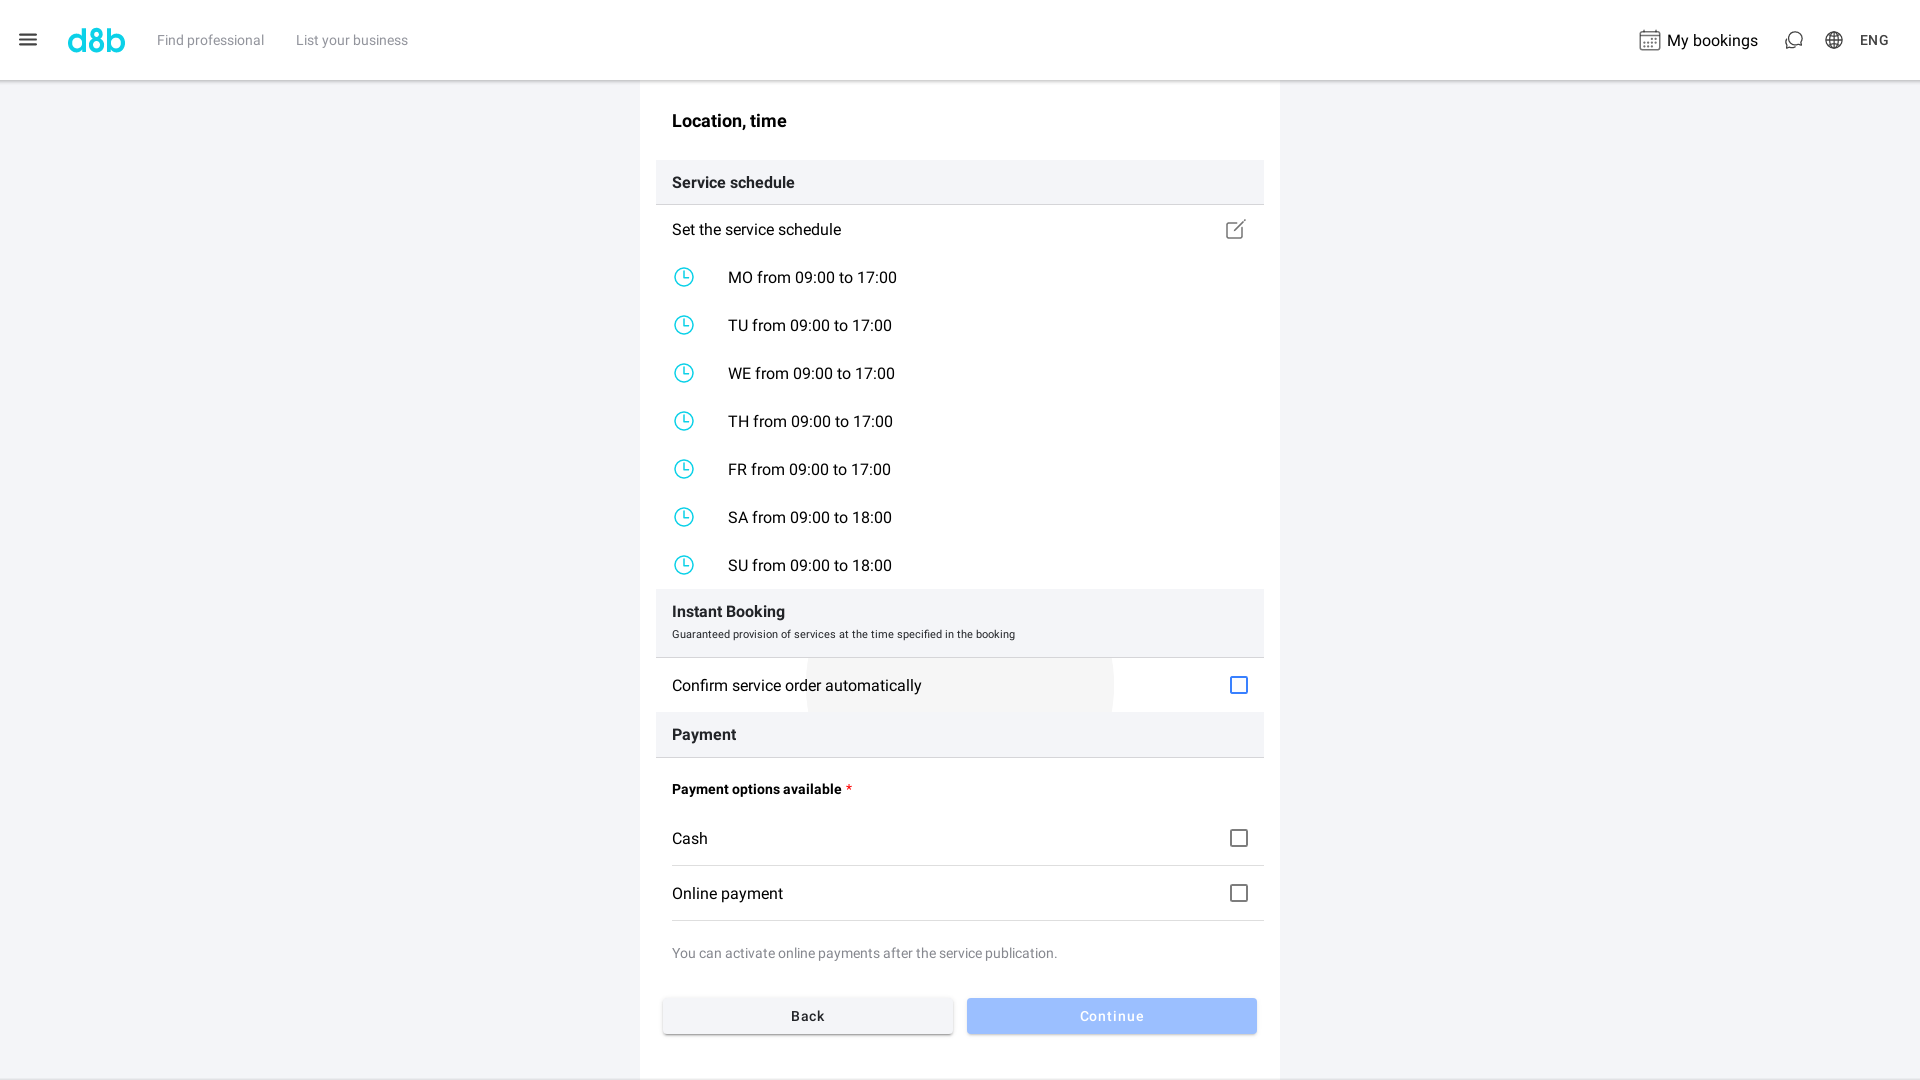 d8b
Find professional
List your business
My bookings
ENG
Location, time
Service schedule
Set the service schedule
MO from 09:00 to 17:00
TU from 09:00 to 17:00
WE from 09:00 to 17:00
TH from 09:00 to 17:00
FR from 09:00 to 17:00
SA from 09:00 to 18:00
SU from 09:00 to 18:00
Instant Booking
Guaranteed provision of services at the time specified in the booking
Confirm service order automatically
Payment
Payment options available *
Cash
Online payment
You can activate online payments after the service publication.
Back
Continue